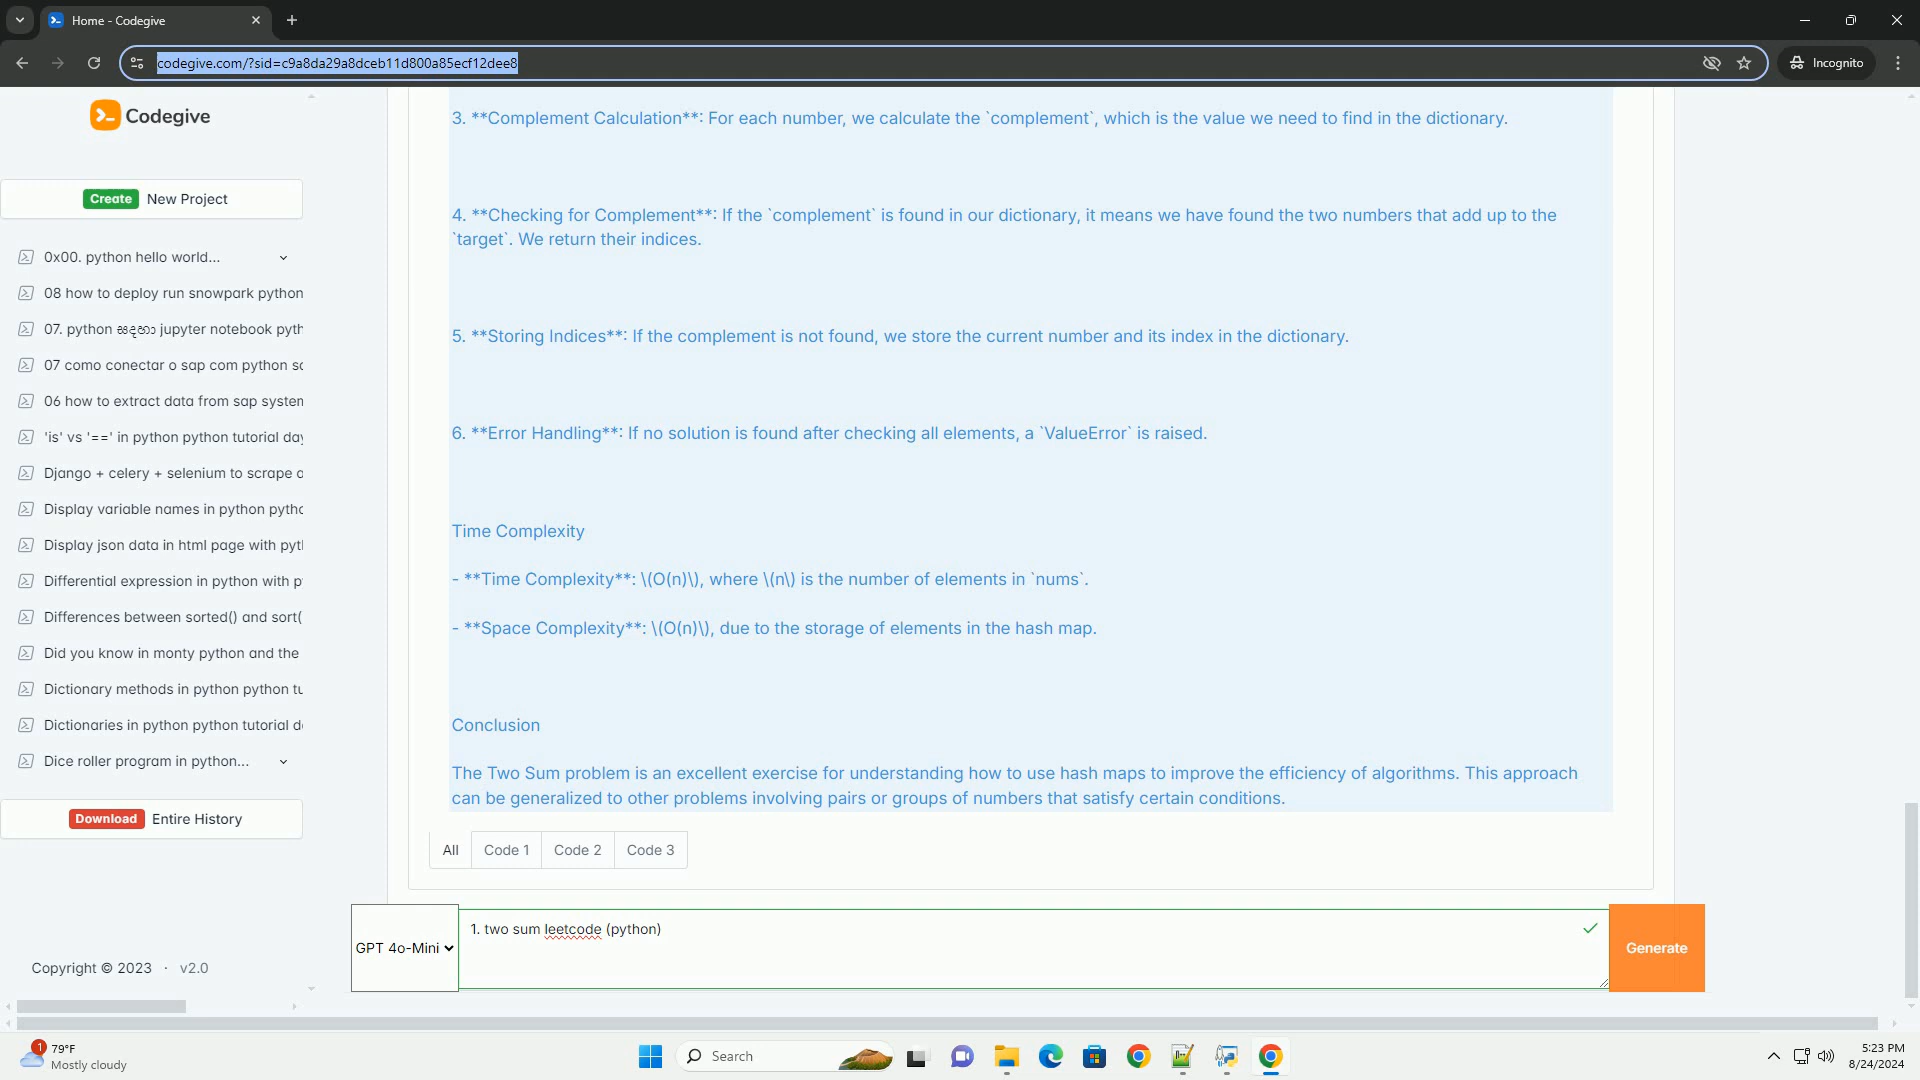 Home - Codegive
codegive.com/?sid=c9a8da29a8dceb11d800a85ecf12dee8
Incognito
Codegive
Create New Project
0x00. python hello world...
08 how to deploy run snowpark python
07. python සඳහා jupyter notebook pyth
07 como conectar o sap com python
06 how to extract data from sap system
'is' vs '==' in python python tutorial day
Django + celery + selenium to scrape
Display variable names in python pytho
Display json data in html page with pyt
Differential expression in python with p
Differences between sorted() and sort(
Did you know in monty python and the
Dictionary methods in python python tu
Dictionaries in python python tutorial d
Dice roller program in python...
Download Entire History
Copyright © 2023 · v2.0
3. **Complement Calculation**: For each number, we calculate the `complement`, which is the value we need to find in the dictionary.
4. **Checking for Complement**: If the `complement` is found in our dictionary, it means we have found the two numbers that add up to the
`target`. We return their indices.
5. **Storing Indices**: If the complement is not found, we store the current number and its index in the dictionary.
6. **Error Handling**: If no solution is found after checking all elements, a `ValueError` is raised.
Time Complexity
- **Time Complexity**: \(O(n)\), where \(n\) is the number of elements in `nums`.
- **Space Complexity**: \(O(n)\), due to the storage of elements in the hash map.
Conclusion
The Two Sum problem is an excellent exercise for understanding how to use hash maps to improve the efficiency of algorithms. This approach
can be generalized to other problems involving pairs or groups of numbers that satisfy certain conditions.
All Code 1 Code 2 Code 3
GPT 4o-Mini
1. two sum leetcode (python)
Generate
1
79°F
Mostly cloudy
Search
5:23 PM
8/24/2024